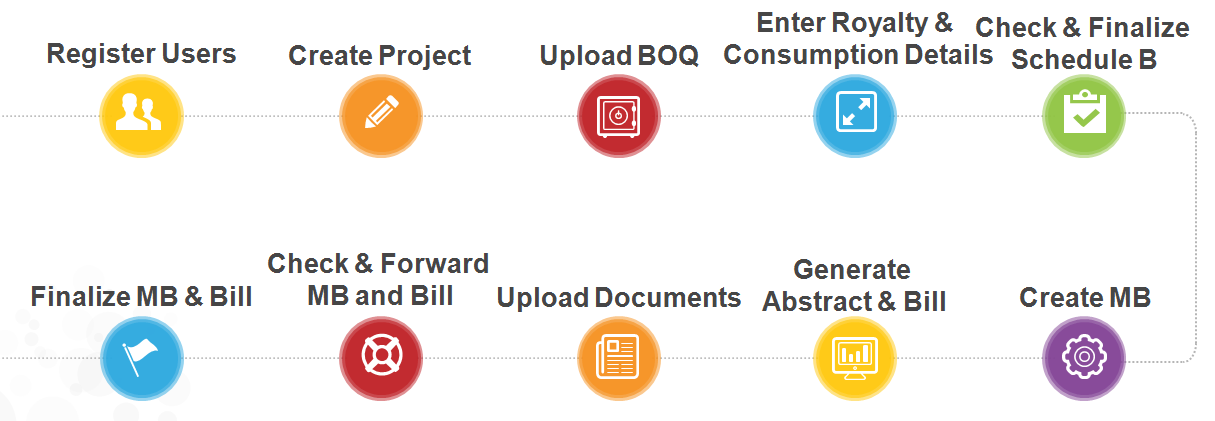 Register Users
Create Project
Upload BOQ
Enter Royalty &
Consumption Details
Check & Finalize
Schedule B
Finalize MB & Bill
Check & Forward
MB and Bill
Upload Documents
Generate
Abstract & Bill
Create MB